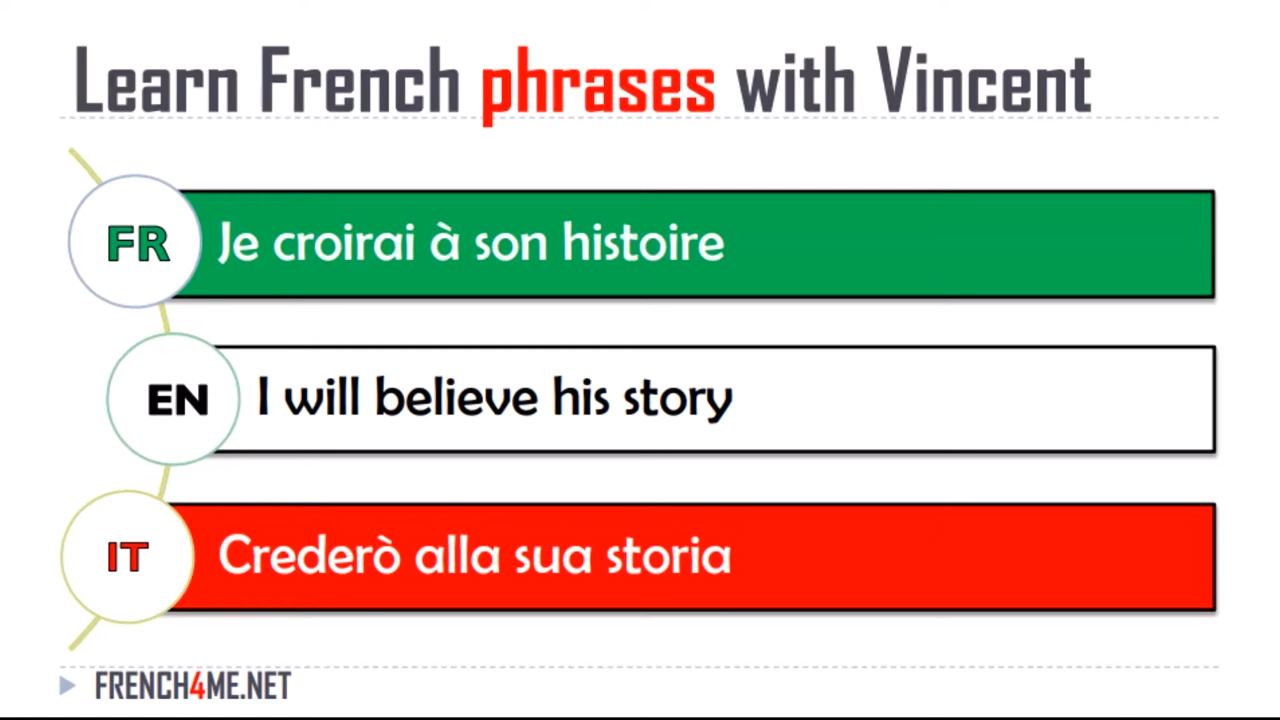 Learn French phrases with Vincent
FR
Je croirai à son histoire
EN
I will believe his story
IT
Crederò alla sua storia
FRENCH4ME.NET